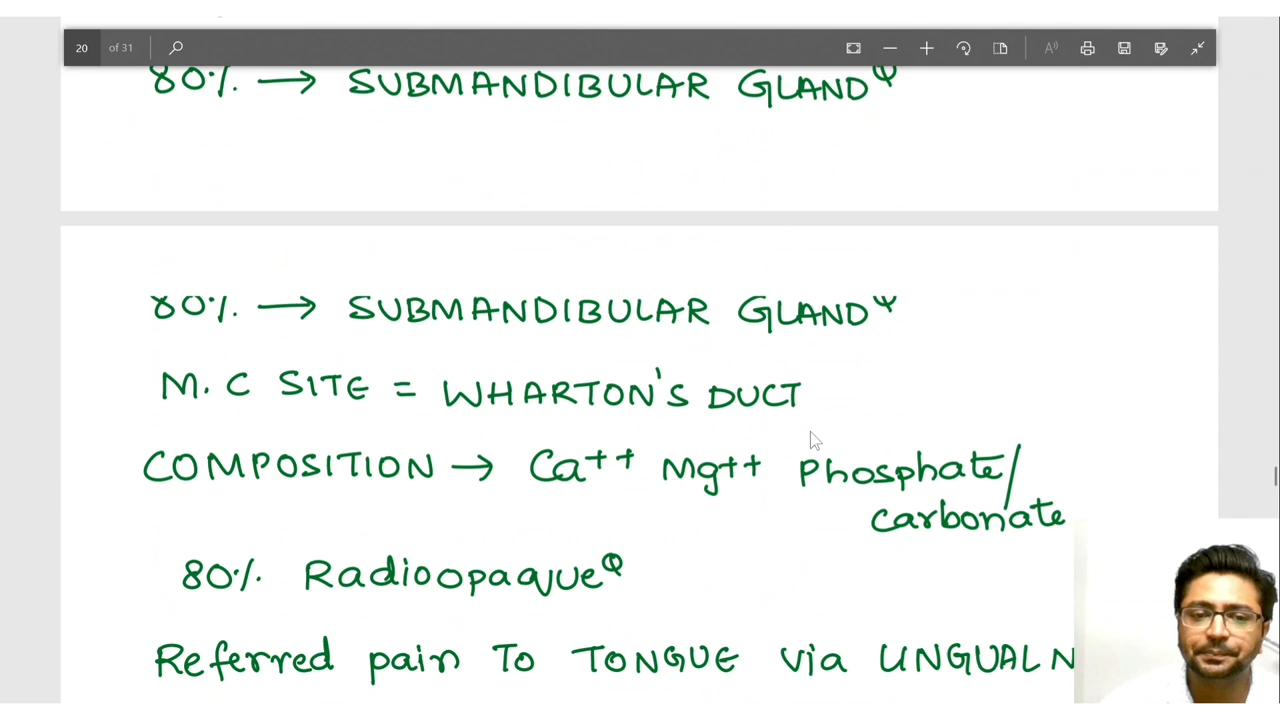 20 of 31
80% → SUBMANDIBULAR GLAND Q
80% → SUBMANDIBULAR GLAND Q
M.C SITE = WHARTON'S DUCT
COMPOSITION → Ca++ Mg++ Phosphate/
carbonate
80% Radioopaque Q
Referred pain To TONGUE via LINGUAL N